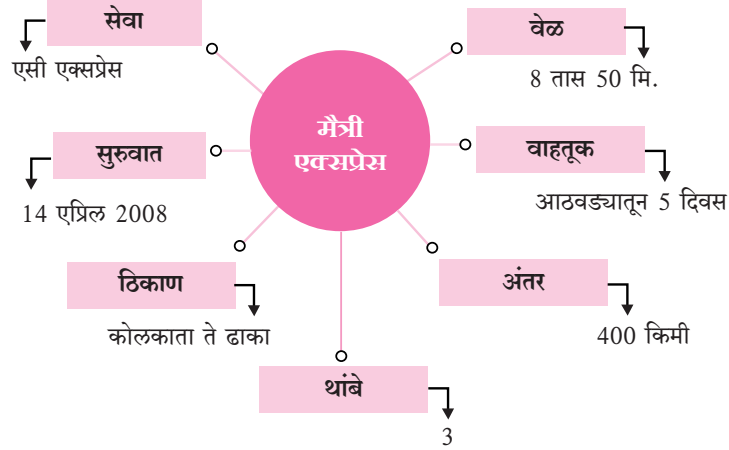 सेवा
एसी एक्सप्रेस
वेळ
8 तास 50 मि.
मैत्री
एक्सप्रेस
सुरुवात
14 एप्रिल 2008
वाहतूक
आठवड्यातून 5 दिवस
ठिकाण
कोलकाता ते ढाका
अंतर
400 किमी
थांबे
3